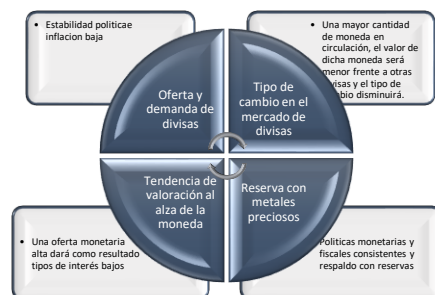 • Estabilidad politicae
inflacion baja
• Una mayor cantidad
de moneda en
circulación, el valor de
dicha moneda será
menor frente a otras
divisas y el tipo de
cambio disminuirá.
Oferta y
demanda de
divisas
Tipo de
cambio en el
mercado de
divisas
Tendencia de
valoración al
alza de la
moneda
Reserva con
metales
preciosos
• Una oferta monetaria
alta dará como resultado
tipos de interés bajos
Politicas monetarias y
fiscales consistentes y
respaldo con reservas